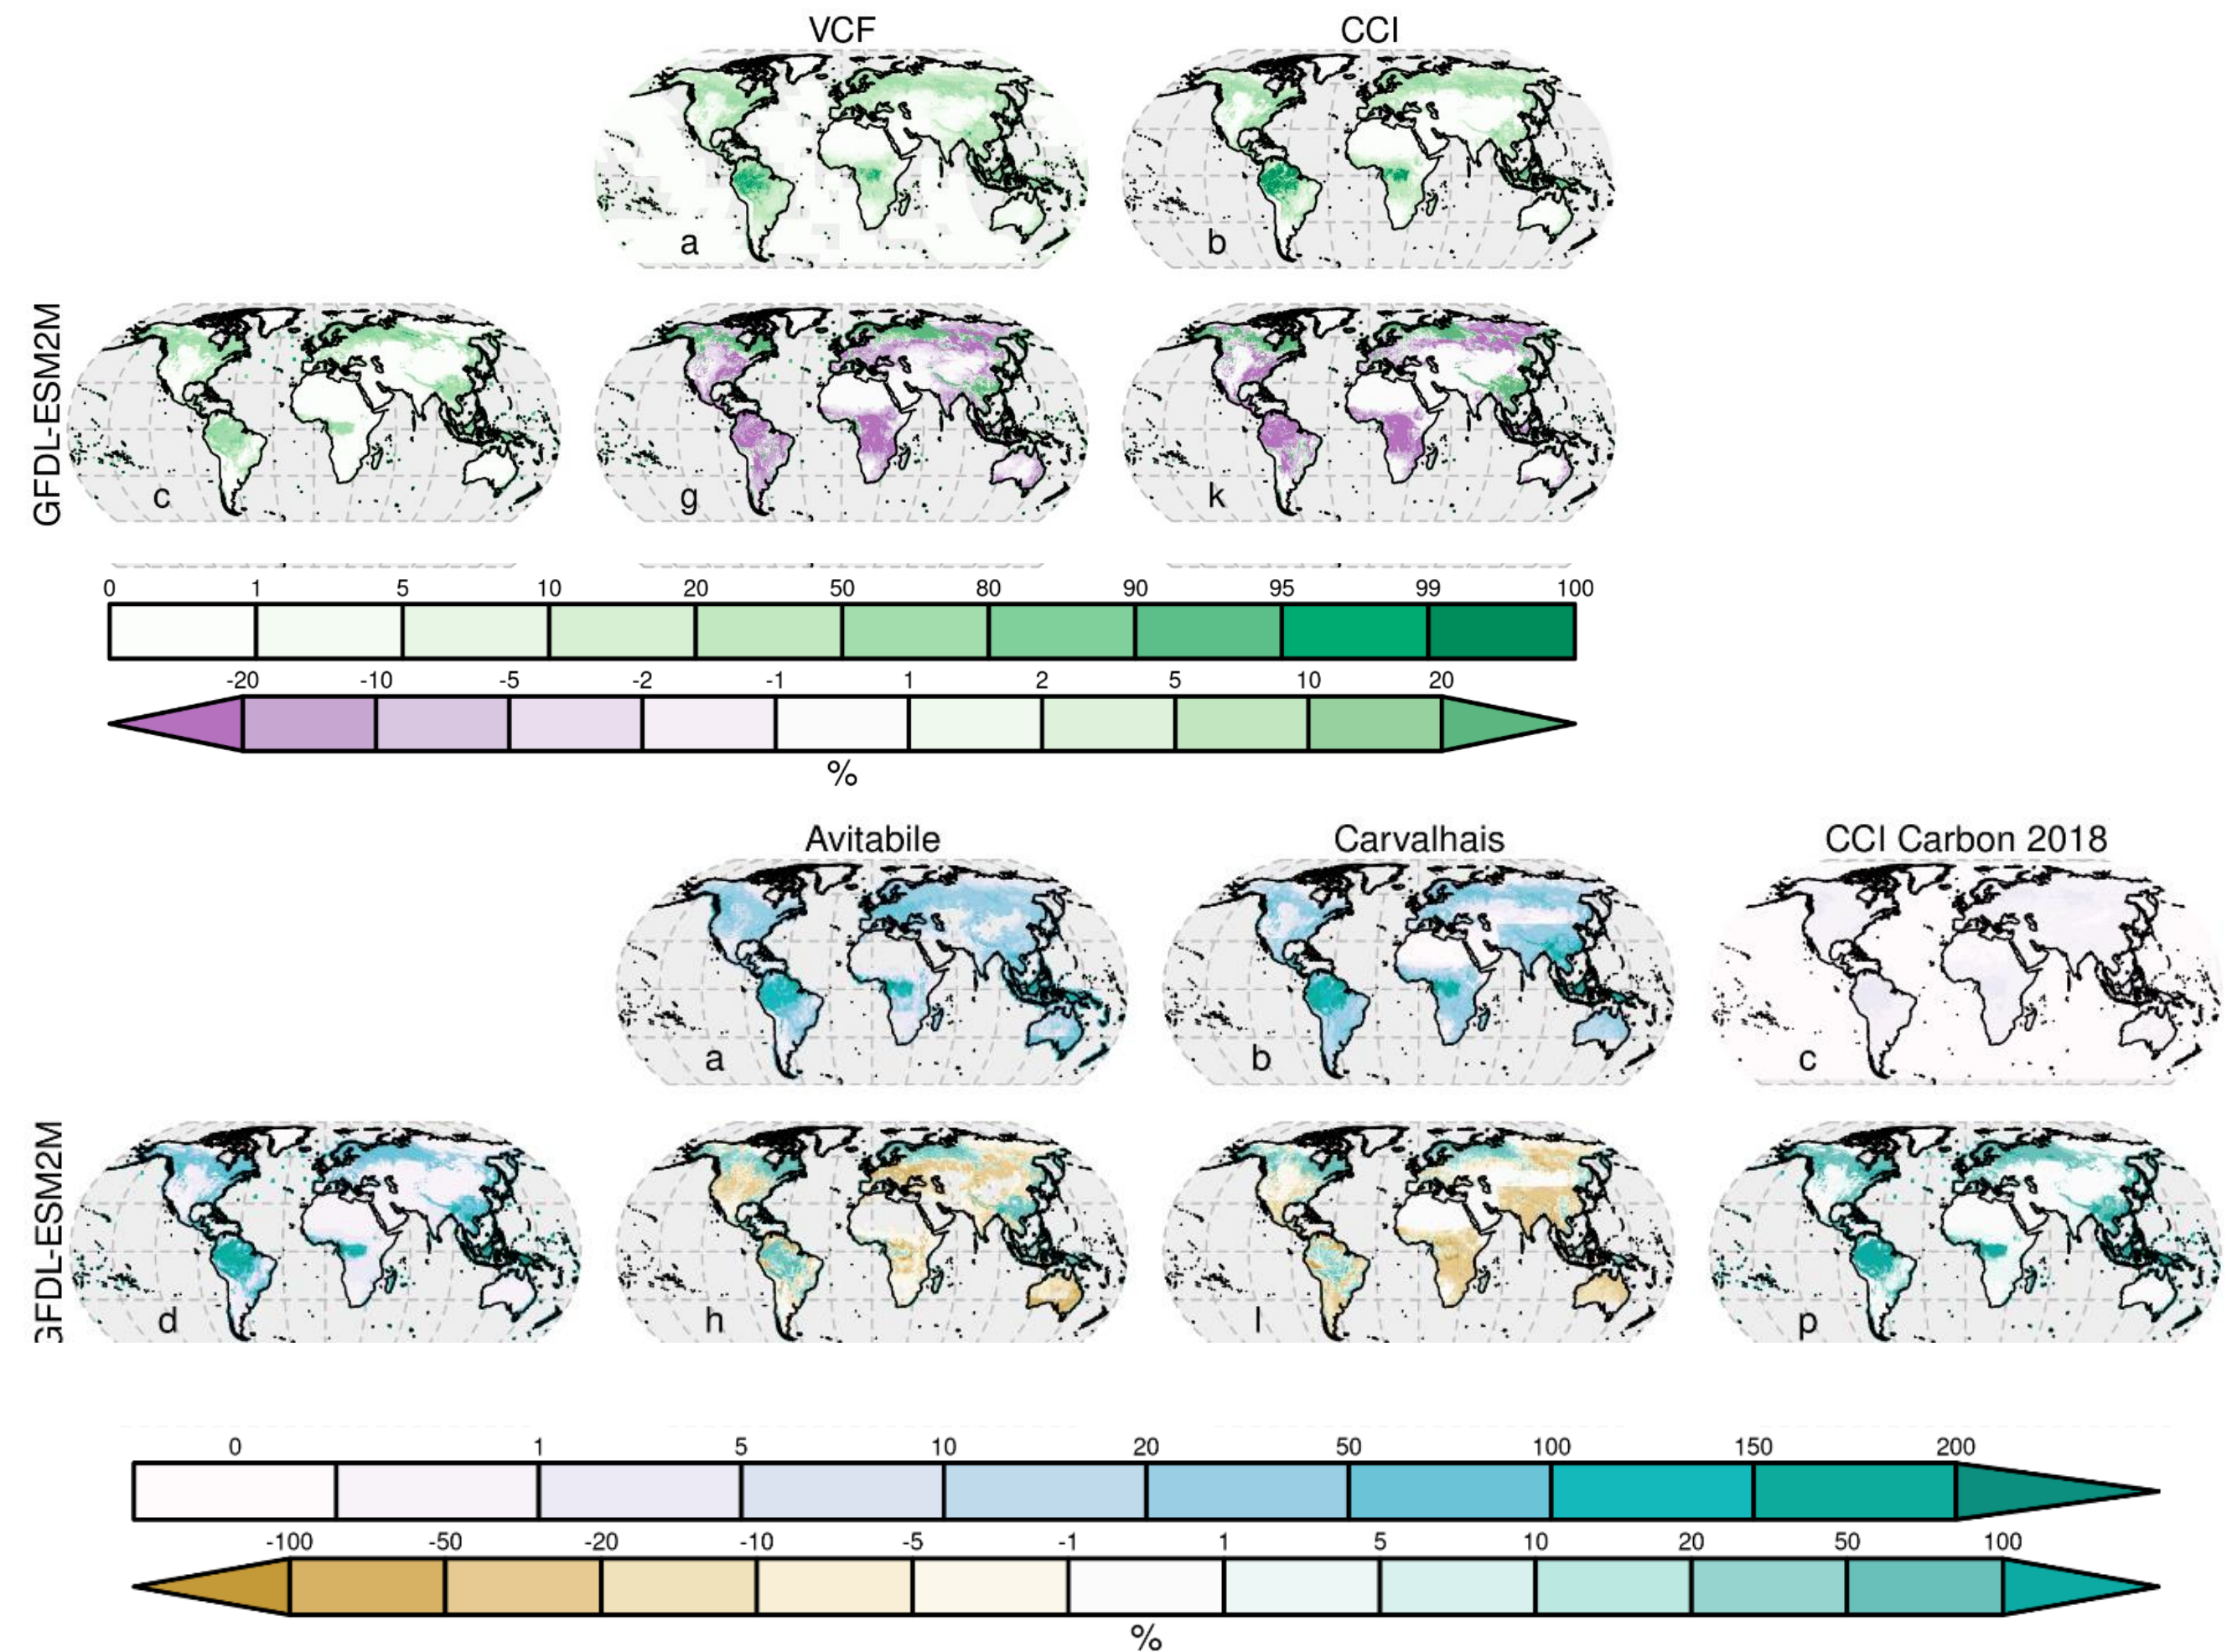 VCF CCI
a b
GFDL-ESM2M
c g k
0 1 5 10 20 50 80 90 95 99 100
-20 -10 -5 -2 -1 1 2 5 10 20
%
Avitabile Carvalhais CCI Carbon 2018
a b c
GFDL-ESM2M
d h l p
0 1 5 10 20 50 100 150 200
-100 -50 -20 -10 -5 -1 1 5 10 20 50 100
%